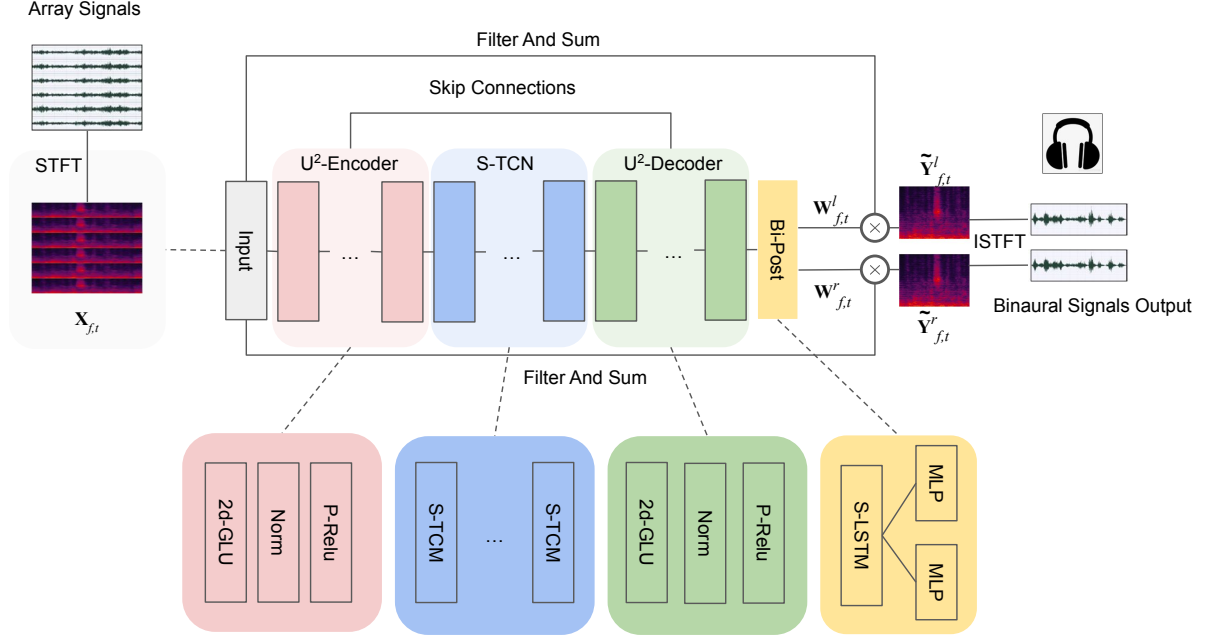 Array Signals
Filter And Sum
Skip Connections
STFT
U²-Encoder
S-TCN
U²-Decoder
Input
...
...
...
Bi-Post
W^l_{f,t}
W^r_{f,t}
×
×
Ỹ^l_{f,t}
ISTFT
Ỹ^r_{f,t}
Binaural Signals Output
X_{f,t}
Filter And Sum
2d-GLU
Norm
P-Relu
S-TCM
...
S-TCM
2d-GLU
Norm
P-Relu
S-LSTM
MLP
MLP